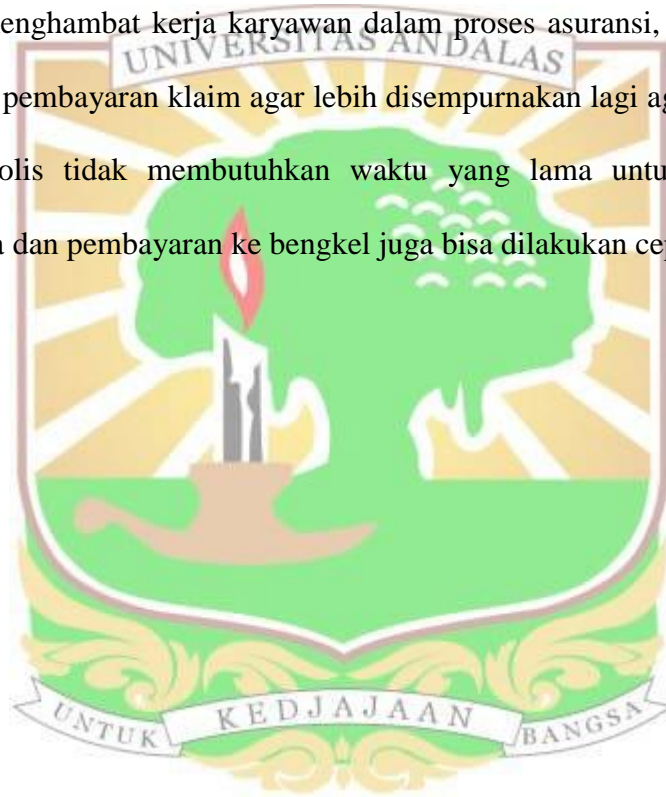 enghambat kerja karyawan dalam proses asuransi,
UNIVERSITAS ANDALAS
pembayaran klaim agar lebih disempurnakan lagi ag
olis tidak membutuhkan waktu yang lama untu
a dan pembayaran ke bengkel juga bisa dilakukan cep
UNTUK KEDJAJAAN BANGSA